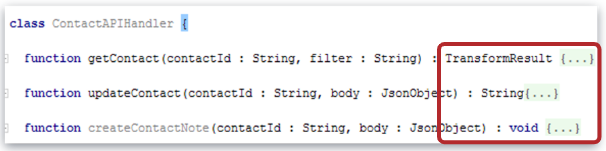 class ContactAPIHandler {
function getContact(contactId : String, filter : String) : TransformResult {...}
function updateContact(contactId : String, body : JsonObject) : String{...}
function createContactNote(contactId : String, body : JsonObject) : void {...}